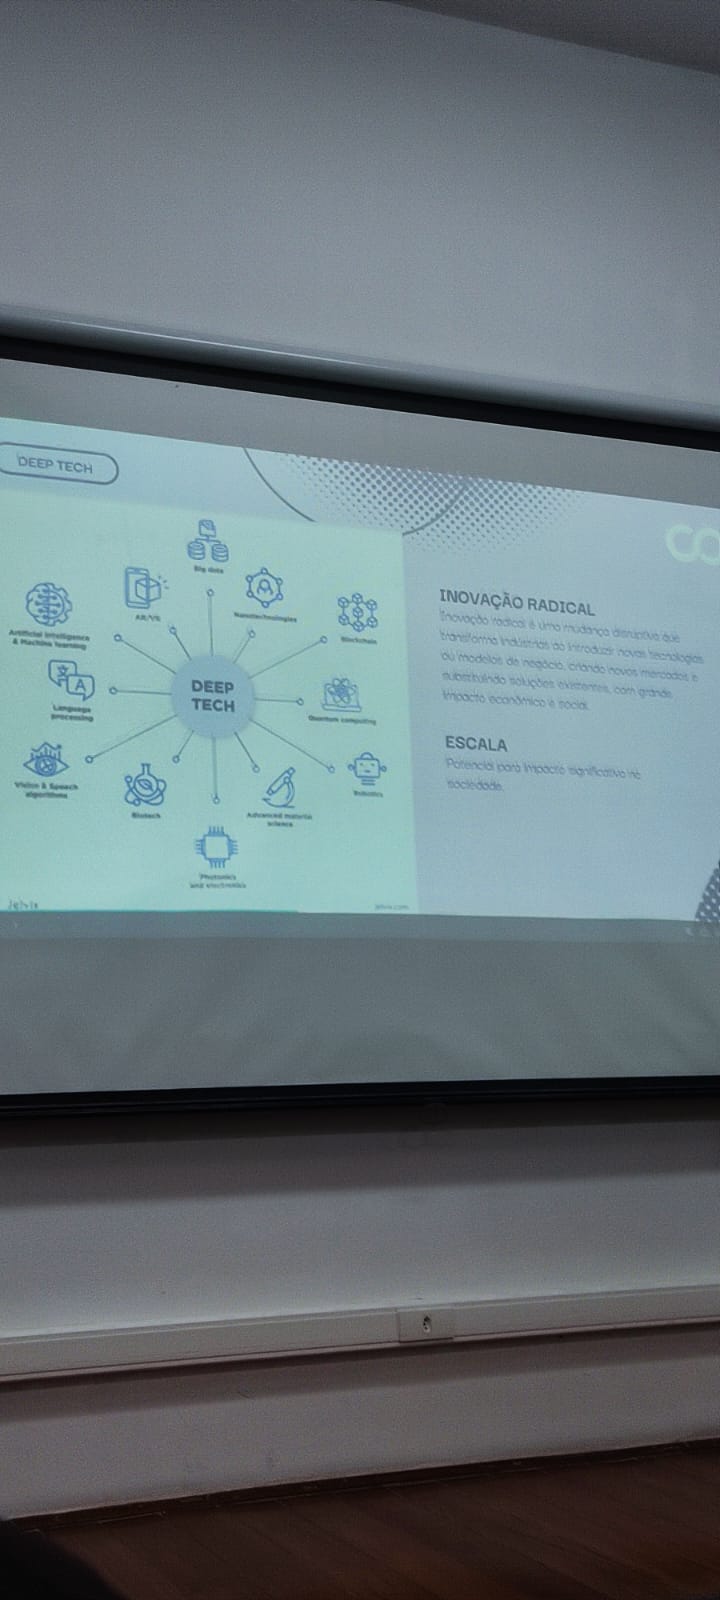 DEEP TECH
Big data
AR/VR
Nanotechnologies
Artificial intelligence
& Machine learning
Blockchain
Language
processing
DEEP
TECH
Quantum computing
Vision & Speech
algorithms
Biotech
Advanced material
science
Robotics
Photonics
and electronics
Jelvix
jelvix.com
CO
INOVAÇÃO RADICAL
Inovação radical é uma mudança disruptiva que
transforma indústrias ao introduzir novas tecnologias
ou modelos de negócio, criando novos mercados e
substituindo soluções existentes, com grande
impacto econômico e social.
ESCALA
Potencial para impacto significativo na
sociedade.